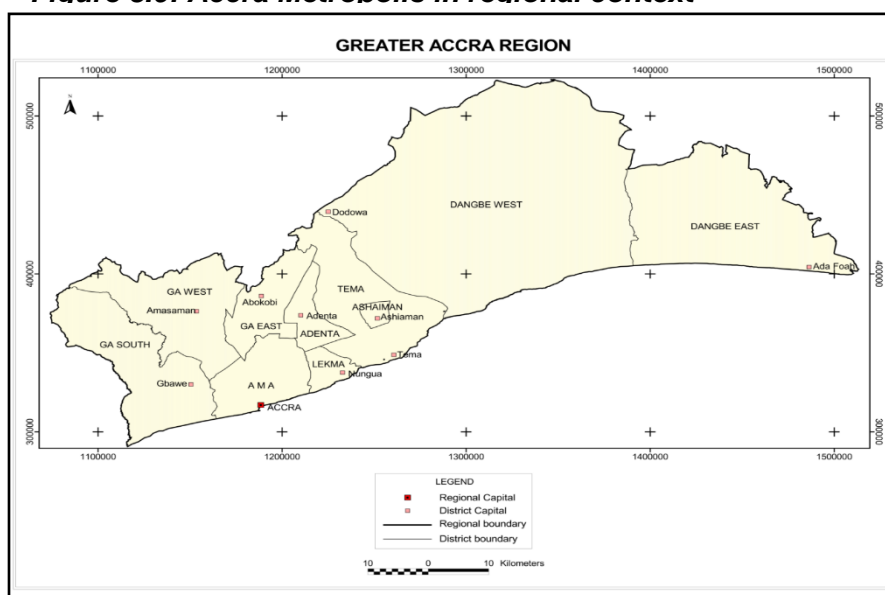 Figure 3.3: Accra Metropolis in regional context
GREATER ACCRA REGION
1100000 1200000 1300000 1400000 1500000
500000 500000
DANGBE WEST
Dodowa
DANGBE EAST
400000 Ada Foah 400000
GA WEST TEMA
Abokobi
ASHAIMAN
Amasaman Adenta Ashiaman
GA EAST
ADENTA
GA SOUTH
LEKMA Tema
Nungua
Gbawe A M A
ACCRA
300000 300000
1100000 1200000 1300000 1400000 1500000
LEGEND
Regional Capital
District Capital
Regional boundary
District boundary
10 0 10 Kilometers